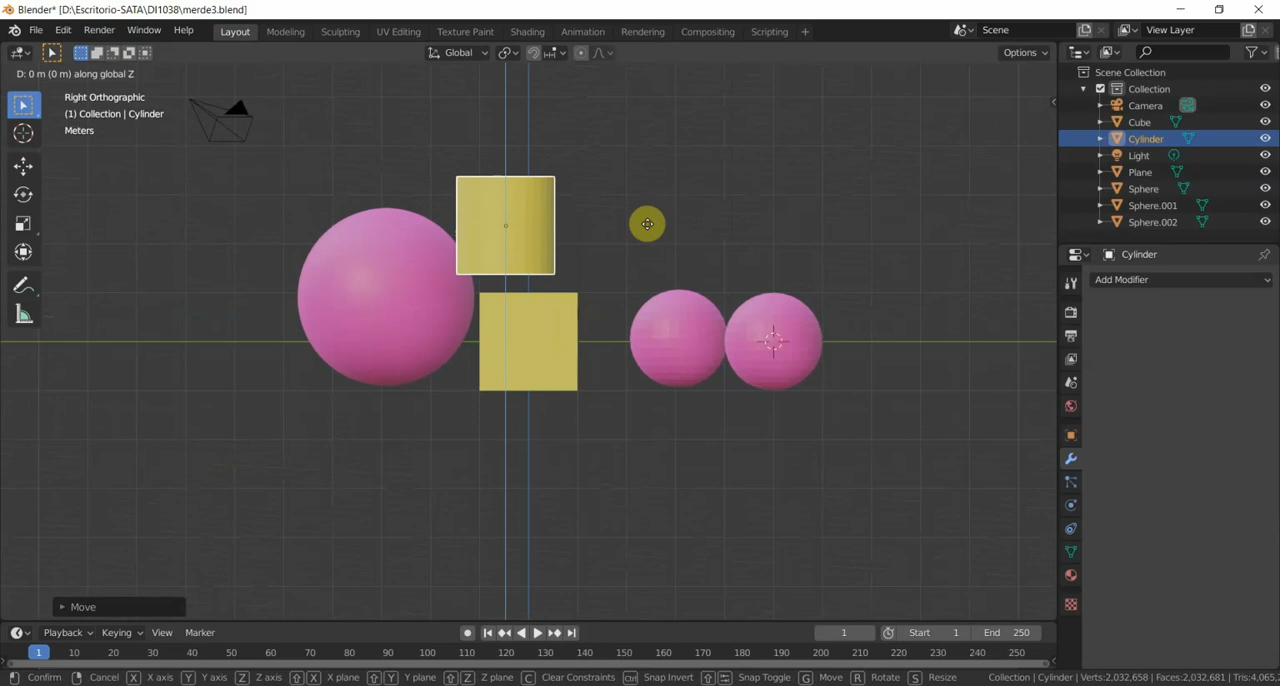 Blender* [D:\Escritorio-SATA\DI1038\merde3.blend]
File Edit Render Window Help Layout Modeling Sculpting UV Editing Texture Paint Shading Animation Rendering Compositing Scripting + Scene View Layer
Global Options
D: 0 m (0 m) along global Z
Right Orthographic
(1) Collection | Cylinder
Meters
Scene Collection
Collection
Camera
Cube
Cylinder
Light
Plane
Sphere
Sphere.001
Sphere.002
Cylinder
Add Modifier
Move
Playback Keying View Marker 1 Start 1 End 250
1 10 20 30 40 50 60 70 80 90 100 110 120 130 140 150 160 170 180 190 200 210 220 230 240 250
Confirm Cancel X X axis Y Y axis Z Z axis X X plane Y Y plane Z Z plane C Clear Constraints Ctrl Snap Invert Snap Toggle G Move R Rotate S Resize Collection | Cylinder | Verts:2,032,658 | Faces:2,032,681 | Tris:4,065,